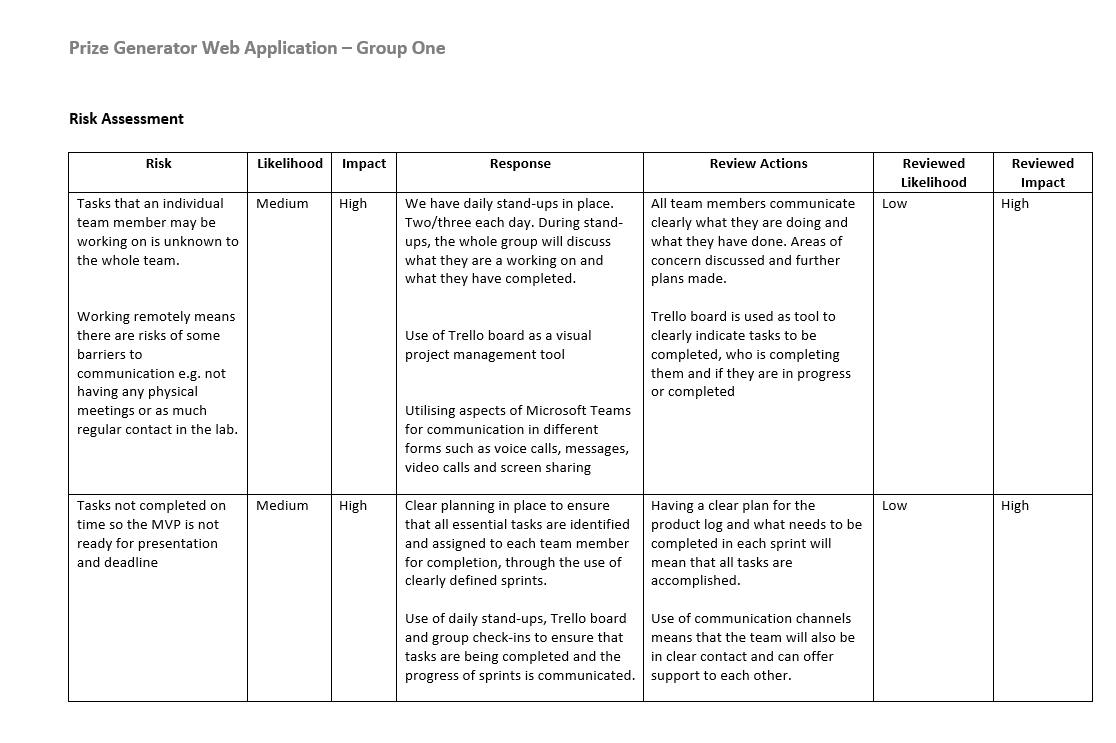 Prize Generator Web Application – Group One
Risk Assessment
Risk
Likelihood
Impact
Response
Review Actions
Reviewed
Likelihood
Reviewed
Impact
Tasks that an individual
team member may be
working on is unknown to
the whole team.
Working remotely means
there are risks of some
barriers to
communication e.g. not
having any physical
meetings or as much
regular contact in the lab.
Medium
High
We have daily stand-ups in place.
Two/three each day. During stand-
ups, the whole group will discuss
what they are a working on and
what they have completed.
Use of Trello board as a visual
project management tool
Utilising aspects of Microsoft Teams
for communication in different
forms such as voice calls, messages,
video calls and screen sharing
All team members communicate
clearly what they are doing and
what they have done. Areas of
concern discussed and further
plans made.
Trello board is used as tool to
clearly indicate tasks to be
completed, who is completing
them and if they are in progress
or completed
Low
High
Tasks not completed on
time so the MVP is not
ready for presentation
and deadline
Medium
High
Clear planning in place to ensure
that all essential tasks are identified
and assigned to each team member
for completion, through the use of
clearly defined sprints.
Use of daily stand-ups, Trello board
and group check-ins to ensure that
tasks are being completed and the
progress of sprints is communicated.
Having a clear plan for the
product log and what needs to be
completed in each sprint will
mean that all tasks are
accomplished.
Use of communication channels
means that the team will also be
in clear contact and can offer
support to each other.
Low
High